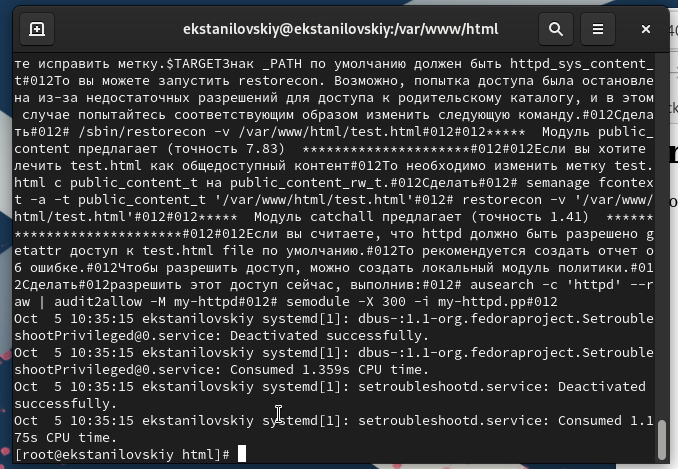 ekstanilovskiy@ekstanilovskiy:/var/www/html
те исправить метку.$TARGETЗнак _PATH по умолчанию должен быть httpd_sys_content_
t#012То вы можете запустить restorecon. Возможно, попытка доступа была остановле
на из-за недостаточных разрешений для доступа к родительскому каталогу, и в этом
 случае попытайтесь соответствующим образом изменить следующую команду.#012Сдела
ть#012# /sbin/restorecon -v /var/www/html/test.html#012#012*****  Модуль public_
content предлагает (точность 7.83)  **********************#012#012Если вы хотите
лечить test.html как общедоступный контент#012То необходимо изменить метку test.
html с public_content_t на public_content_rw_t.#012Сделать#012# semanage fcontex
t -a -t public_content_t '/var/www/html/test.html'#012# restorecon -v '/var/www/
html/test.html'#012#012*****  Модуль catchall предлагает (точность 1.41)  ******
**********************#012#012Если вы считаете, что httpd должно быть разрешено g
etattr доступ к test.html file по умолчанию.#012То рекомендуется создать отчет о
б ошибке.#012Чтобы разрешить доступ, можно создать локальный модуль политики.#01
2Сделать#012разрешить этот доступ сейчас, выполнив:#012# ausearch -c 'httpd' --r
aw | audit2allow -M my-httpd#012# semodule -X 300 -i my-httpd.pp#012
Oct  5 10:35:15 ekstanilovskiy systemd[1]: dbus-:1.1-org.fedoraproject.Setrouble
shootPrivileged@0.service: Deactivated successfully.
Oct  5 10:35:15 ekstanilovskiy systemd[1]: dbus-:1.1-org.fedoraproject.Setrouble
shootPrivileged@0.service: Consumed 1.359s CPU time.
Oct  5 10:35:15 ekstanilovskiy systemd[1]: setroubleshootd.service: Deactivated
successfully.
Oct  5 10:35:15 ekstanilovskiy systemd[1]: setroubleshootd.service: Consumed 1.1
75s CPU time.
[root@ekstanilovskiy html]#